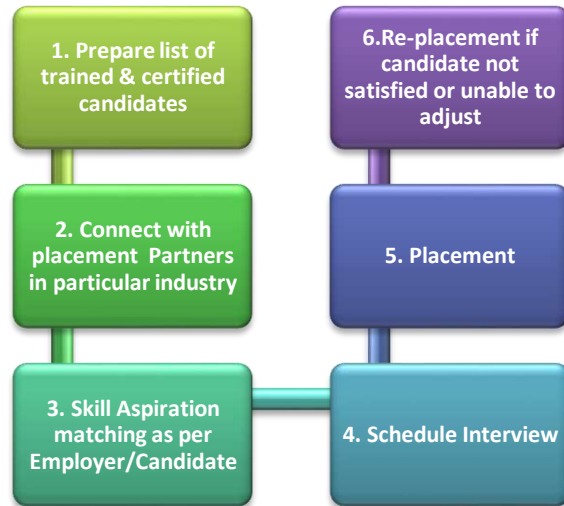 1. Prepare list of
trained & certified
candidates
2. Connect with
placement Partners
in particular industry
3. Skill Aspiration
matching as per
Employer/Candidate
4. Schedule Interview
5. Placement
6.Re-placement if
candidate not
satisfied or unable to
adjust